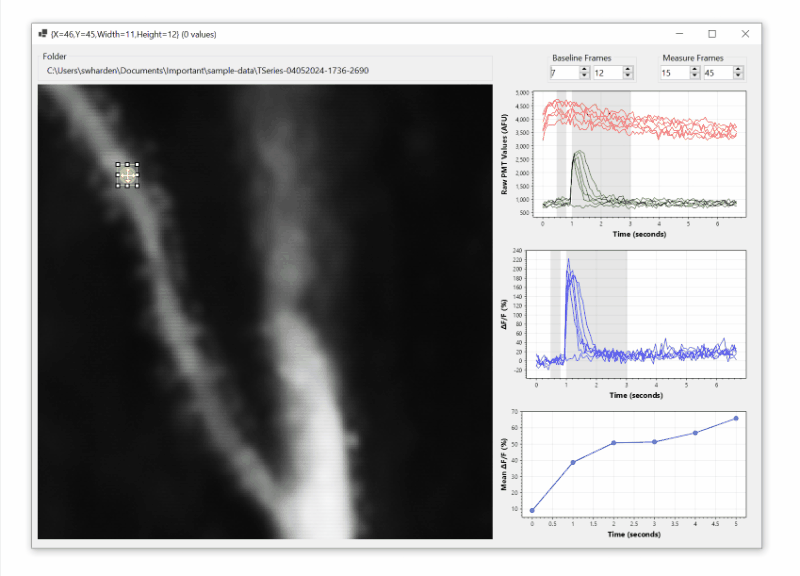 {X=46,Y=45,Width=11,Height=12} (0 values)
Folder
C:\Users\swharden\Documents\Important\sample-data\TSeries-04052024-1736-2690
Baseline Frames
7 12
Measure Frames
15 45
Raw PMT Values (AFU)
5,000
4,500
4,000
3,500
3,000
2,500
2,000
1,500
1,000
500
0 1 2 3 4 5 6
Time (seconds)
ΔF/F (%)
240
220
200
180
160
140
120
100
80
60
40
20
0
-20
0 1 2 3 4 5 6
Time (seconds)
Mean ΔF/F (%)
70
60
50
40
30
20
10
0 0.5 1 1.5 2 2.5 3 3.5 4 4.5 5
Time (seconds)